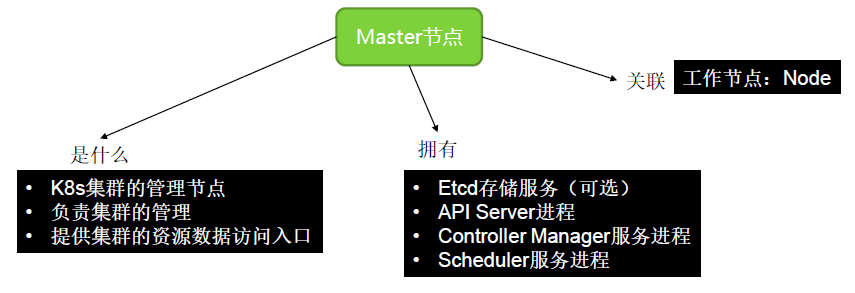 Master节点
关联
工作节点：Node
是什么
• K8s集群的管理节点
• 负责集群的管理
• 提供集群的资源数据访问入口
拥有
• Etcd存储服务（可选）
• API Server进程
• Controller Manager服务进程
• Scheduler服务进程